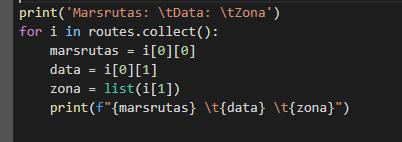 print('Marsrutas: \tData: \tZona')
for i in routes.collect():
    marsrutas = i[0][0]
    data = i[0][1]
    zona = list(i[1])
    print(f"{marsrutas} \t{data} \t{zona}")